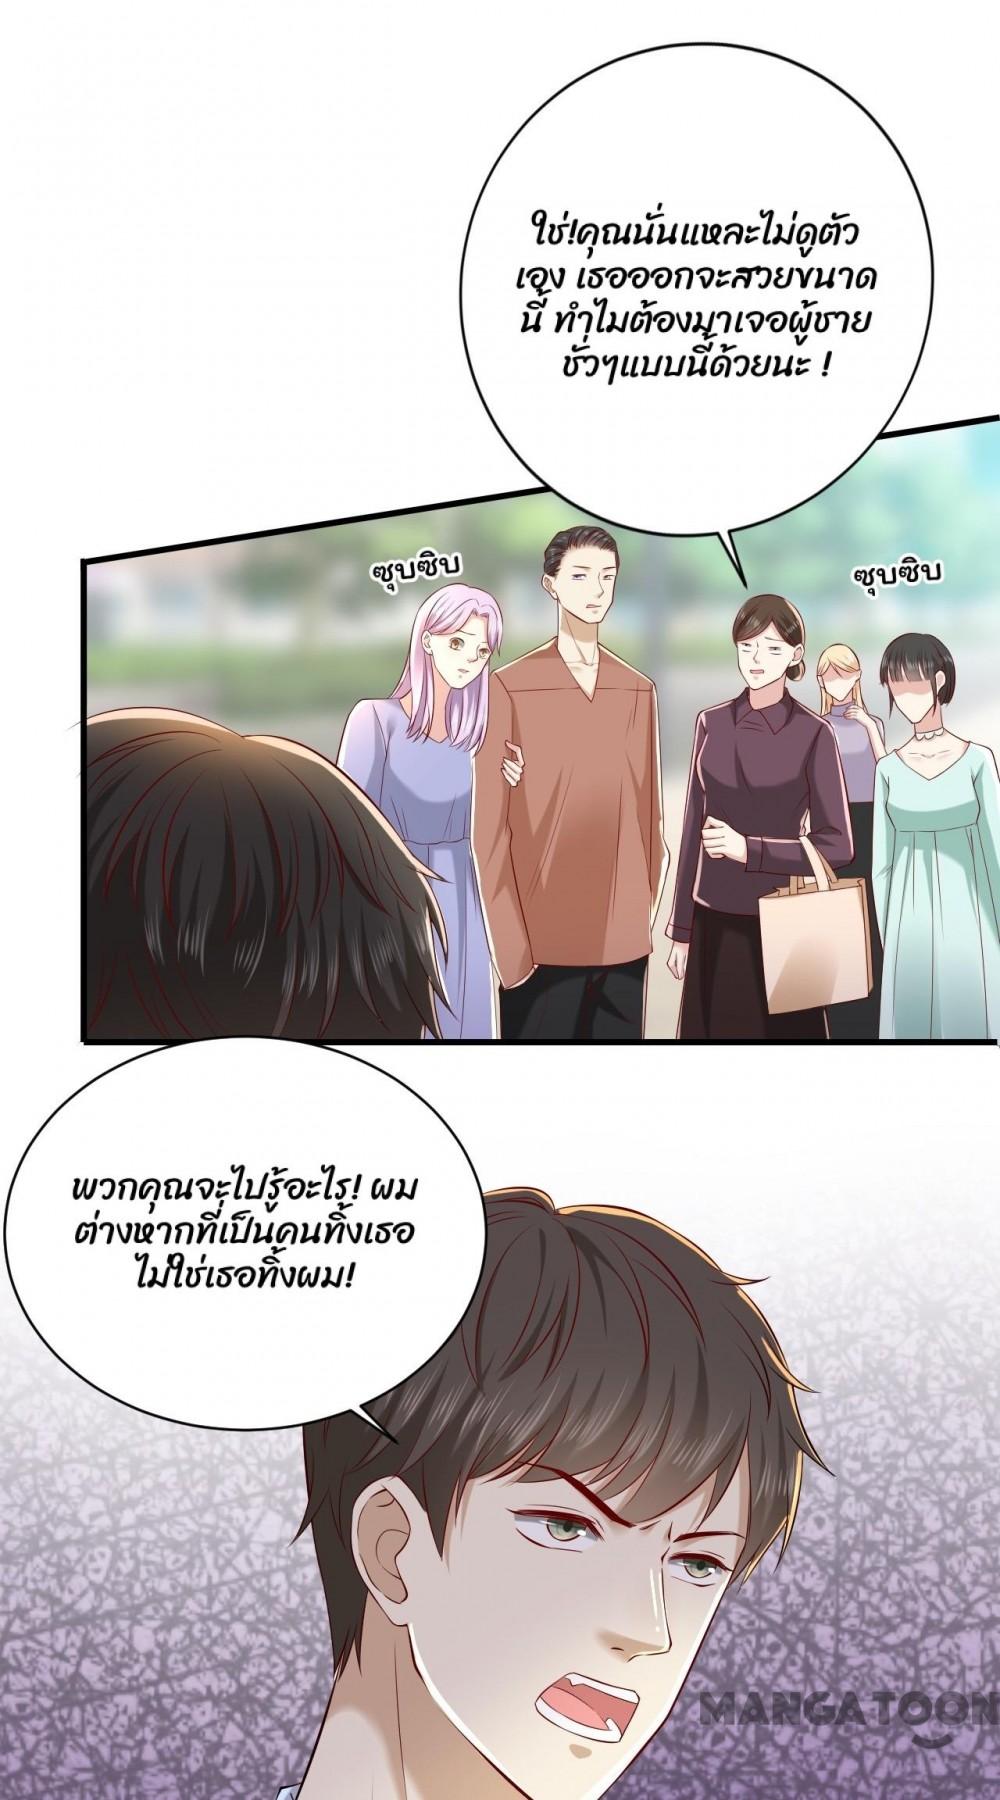 ใช่!คุณนั่นแหละไม่ดูตัว
เอง เธอออกจะสวยขนาด
นี้ ทำไมต้องมาเจอผู้ชาย
ชั่วๆแบบนี้ด้วยนะ !
ซุบซิบ
ซุบซิบ
พวกคุณจะไปรู้อะไร! ผม
ต่างหากที่เป็นคนทิ้งเธอ
ไม่ใช่เธอทิ้งผม!
MANGATOON